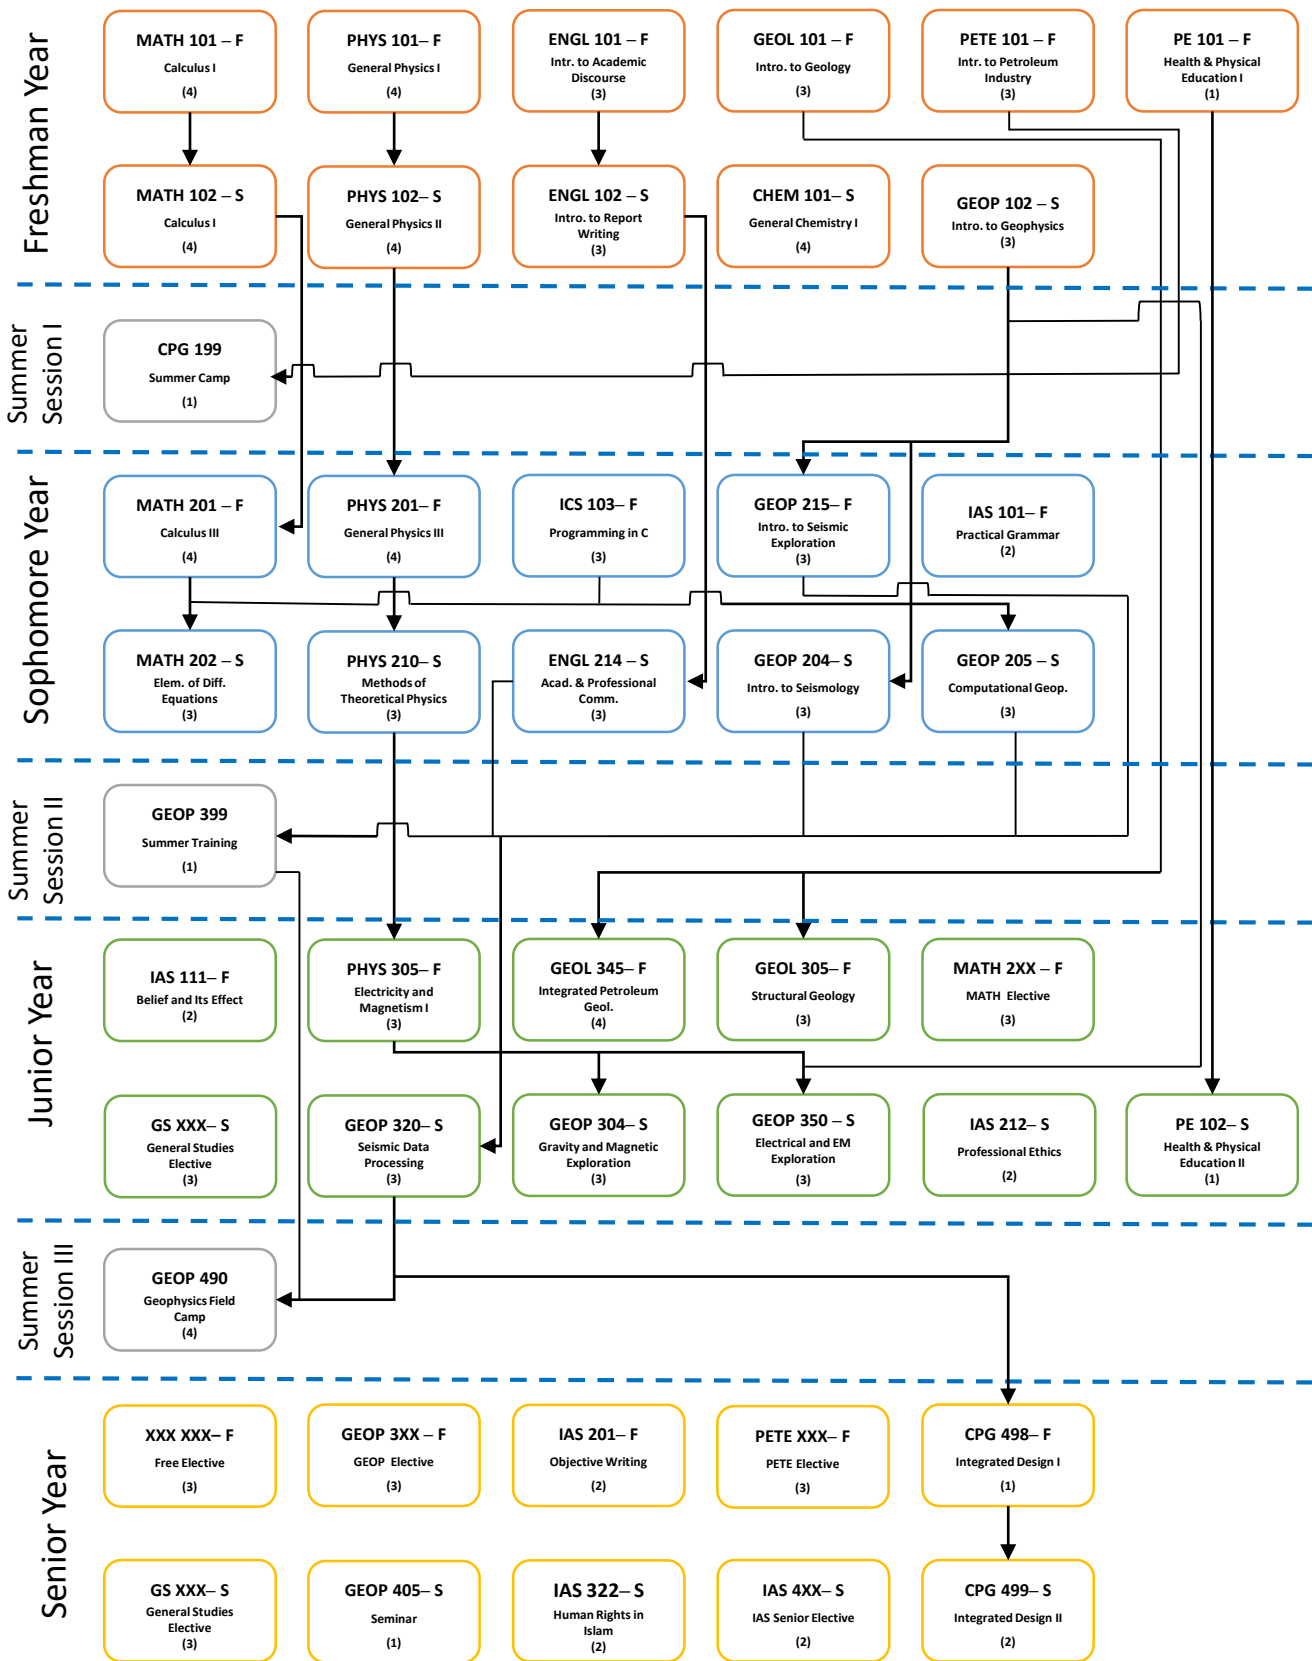 Freshman Year
MATH 101 – F
Calculus I
(4)
PHYS 101– F
General Physics I
(4)
ENGL 101 – F
Intr. to Academic
Discourse
(3)
GEOL 101 – F
Intro. to Geology
(3)
PETE 101 – F
Intr. to Petroleum
Industry
(3)
PE 101 – F
Health & Physical
Education I
(1)
MATH 102 – S
Calculus I
(4)
PHYS 102– S
General Physics II
(4)
ENGL 102 – S
Intro. to Report
Writing
(3)
CHEM 101– S
General Chemistry I
(4)
GEOP 102 – S
Intro. to Geophysics
(3)
Summer
Session I
CPG 199
Summer Camp
(1)
Sophomore Year
MATH 201 – F
Calculus III
(4)
PHYS 201– F
General Physics III
(4)
ICS 103– F
Programming in C
(3)
GEOP 215– F
Intro. to Seismic
Exploration
(3)
IAS 101– F
Practical Grammar
(2)
MATH 202 – S
Elem. of Diff.
Equations
(3)
PHYS 210– S
Methods of
Theoretical Physics
(3)
ENGL 214 – S
Acad. & Professional
Comm.
(3)
GEOP 204– S
Intro. to Seismology
(3)
GEOP 205 – S
Computational Geop.
(3)
Summer
Session II
GEOP 399
Summer Training
(1)
Junior Year
IAS 111– F
Belief and Its Effect
(2)
PHYS 305– F
Electricity and
Magnetism I
(3)
GEOL 345– F
Integrated Petroleum
Geol.
(4)
GEOL 305– F
Structural Geology
(3)
MATH 2XX – F
MATH Elective
(3)
GS XXX– S
General Studies
Elective
(3)
GEOP 320– S
Seismic Data
Processing
(3)
GEOP 304– S
Gravity and Magnetic
Exploration
(3)
GEOP 350 – S
Electrical and EM
Exploration
(3)
IAS 212– S
Professional Ethics
(2)
PE 102– S
Health & Physical
Education II
(1)
Summer
Session III
GEOP 490
Geophysics Field
Camp
(4)
Senior Year
XXX XXX– F
Free Elective
(3)
GEOP 3XX – F
GEOP Elective
(3)
IAS 201– F
Objective Writing
(2)
PETE XXX– F
PETE Elective
(3)
CPG 498– F
Integrated Design I
(1)
GS XXX– S
General Studies
Elective
(3)
GEOP 405– S
Seminar
(1)
IAS 322– S
Human Rights in
Islam
(2)
IAS 4XX– S
IAS Senior Elective
(2)
CPG 499– S
Integrated Design II
(2)